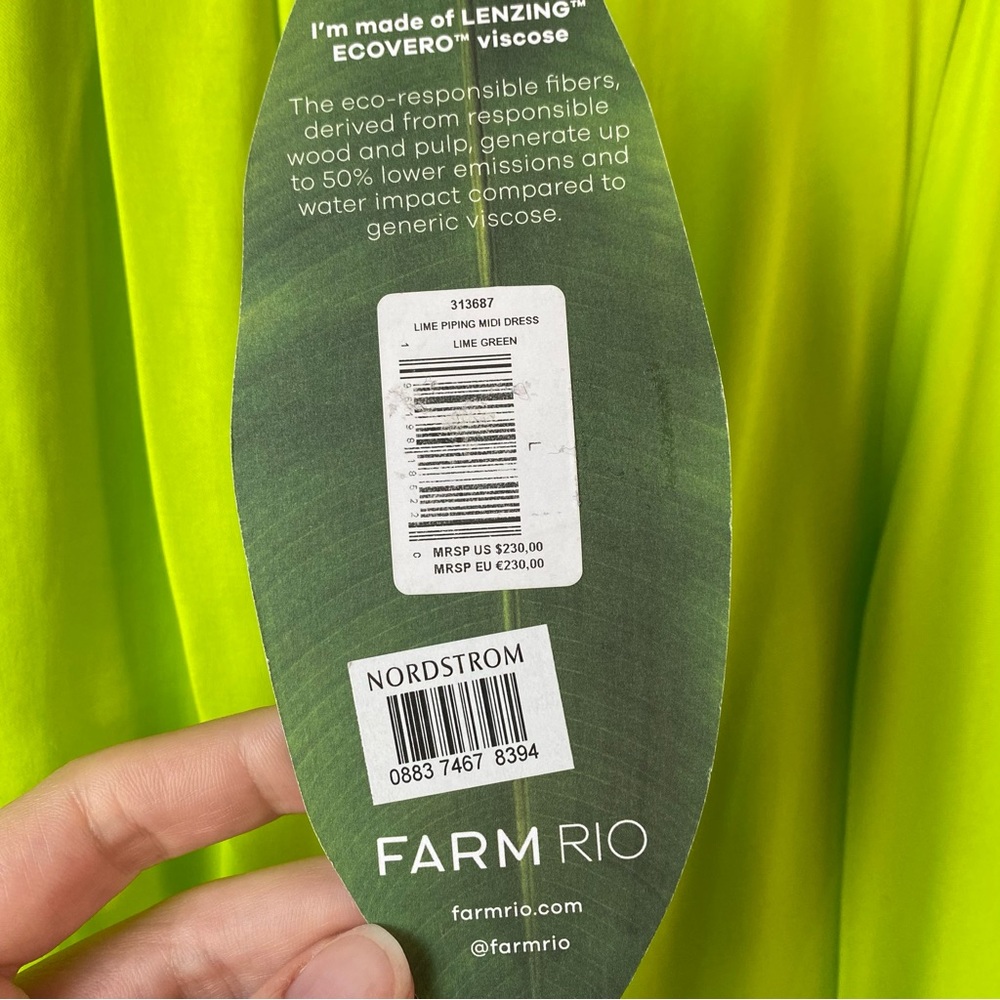 I'm made of LENZING™
ECOVERO™ viscose
The eco-responsible fibers,
derived from responsible
wood and pulp, generate up
to 50% lower emissions and
water impact compared to
generic viscose.
313687
LIME PIPING MIDI DRESS
LIME GREEN
L
MRSP US $230,00
MRSP EU €230,00
NORDSTROM
0883 7467 8394
FARM RIO
farmrio.com
@farmrio